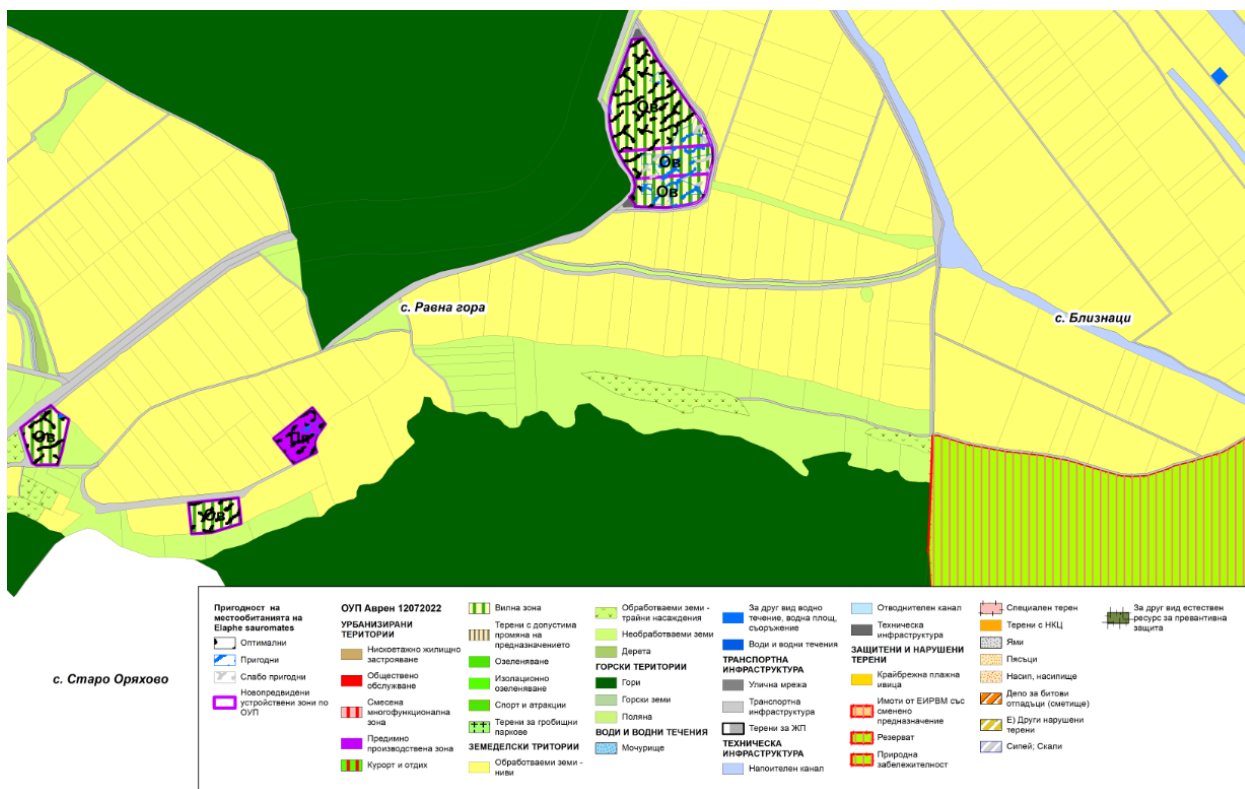 Ов
Ов
Ов
с. Равна гора
с. Близнаци
Ов
Пп
Ов
с. Старо Оряхово
Пригодност на
местообитанията на
Elaphe sauromates
Оптимални
Пригодни
Слабо пригодни
Новопредвидени
устройствени зони по
ОУП
ОУП Аврен 12072022
УРБАНИЗИРАНИ
ТЕРИТОРИИ
Нискоетажно жилищно
застрояване
Обществено
обслужване
Смесена
многофункционална
зона
Предимно
производствена зона
Курорт и отдих
Вилна зона
Терени с допустима
промяна на
предназначението
Озеленяване
Изолационно
озеленяване
Спорт и атракции
Терени за гробищни
паркове
ЗЕМЕДЕЛСКИ ТРИТОРИИ
Обработваеми земи -
ниви
Обработваеми земи -
трайни насаждения
Необработваеми земи
Дерета
ГОРСКИ ТЕРИТОРИИ
Гори
Горски земи
Поляна
ВОДИ И ВОДНИ ТЕЧЕНИЯ
Мочурище
За друг вид водно
течение, водна площ,
съоръжение
Води и водни течения
ТРАНСПОРТНА
ИНФРАСТРУКТУРА
Улична мрежа
Транспортна
инфраструктура
Терени за ЖП
ТЕХНИЧЕСКА
ИНФРАСТРУКТУРА
Напоителен канал
Отводнителен канал
Техническа
инфраструктура
ЗАЩИТЕНИ И НАРУШЕНИ
ТЕРЕНИ
Крайбрежна плажна
ивица
Имоти от ЕИРВМ със
сменено
предназначение
Резерват
Природна
забележителност
Специален терен
Терени с НКЦ
Ями
Пясъци
Насип, насипище
Депо за битови
отпадъци (сметище)
Е) Други нарушени
терени
Сипей; Скали
За друг вид естествен
ресурс за превантивна
защита